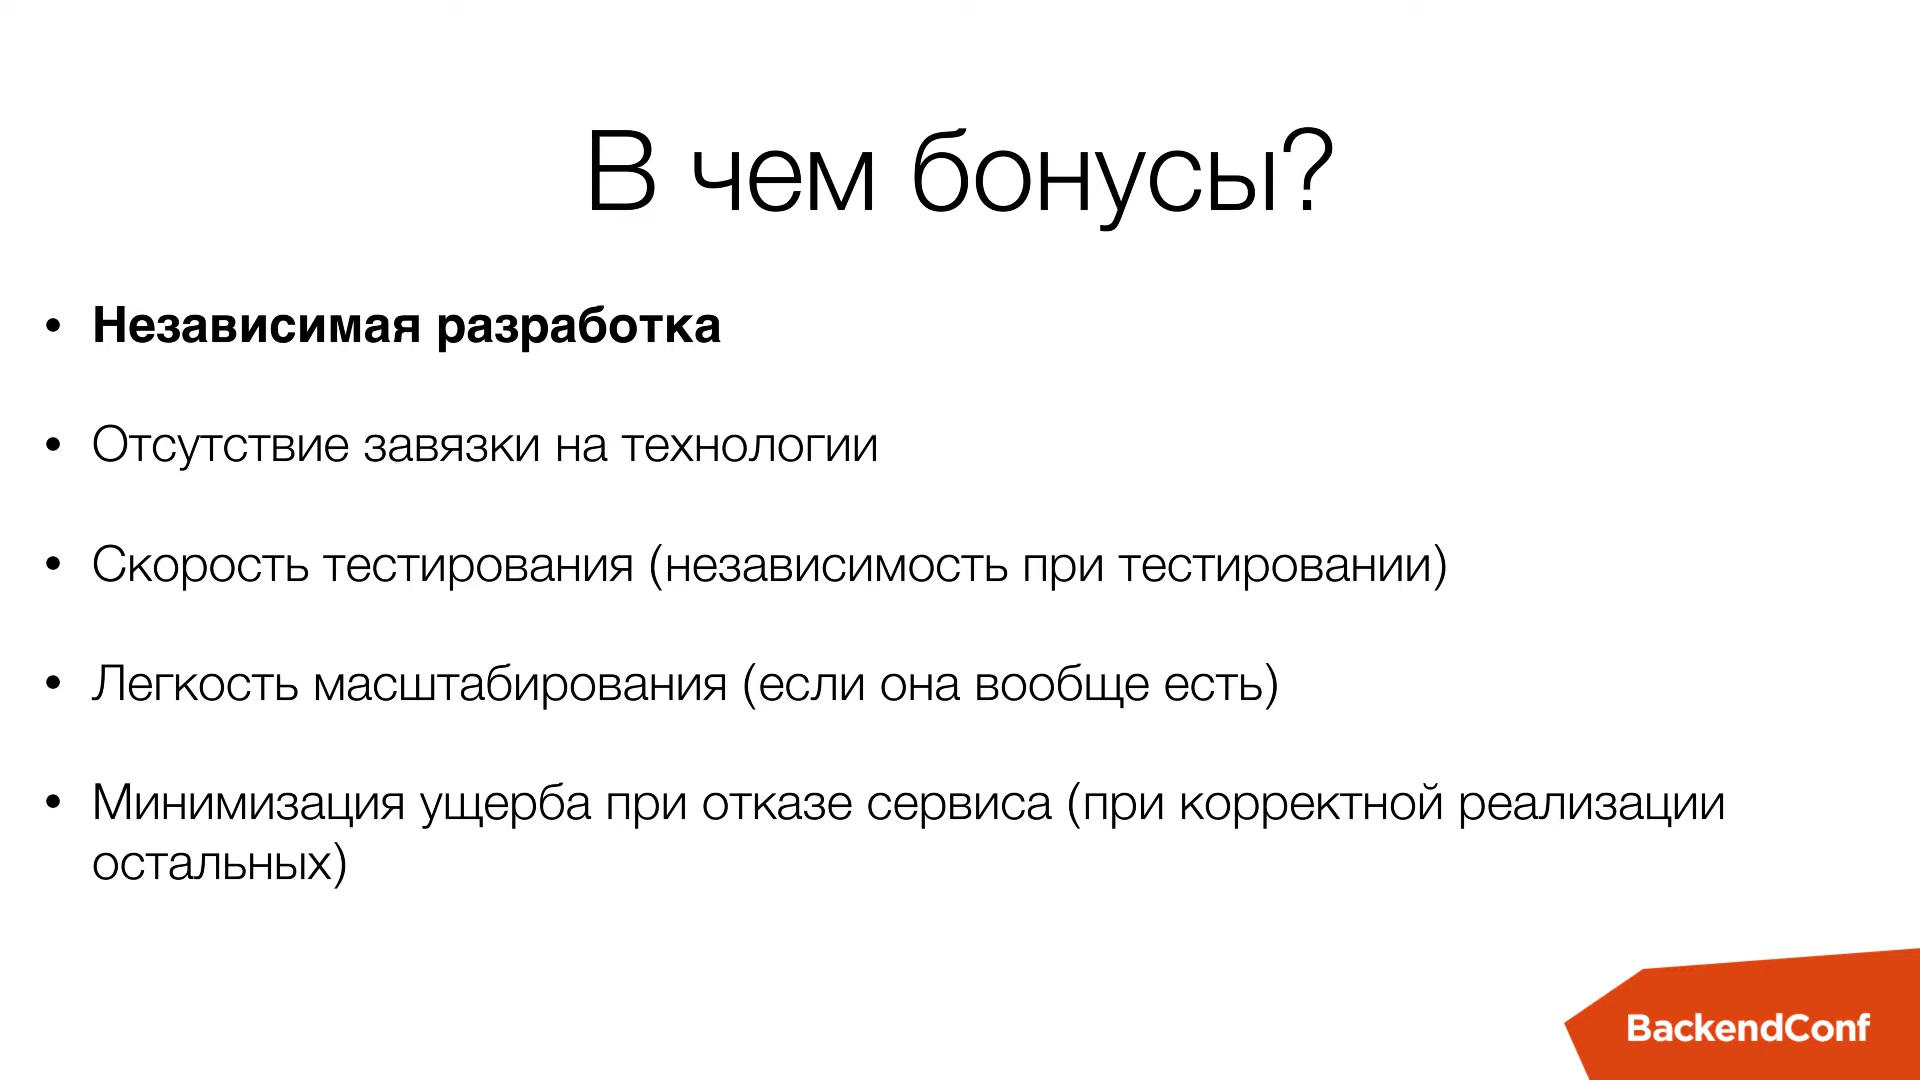 В чем бонусы?
• Независимая разработка
• Отсутствие завязки на технологии
• Скорость тестирования (независимость при тестировании)
• Легкость масштабирования (если она вообще есть)
• Минимизация ущерба при отказе сервиса (при корректной реализации
остальных)
BackendConf